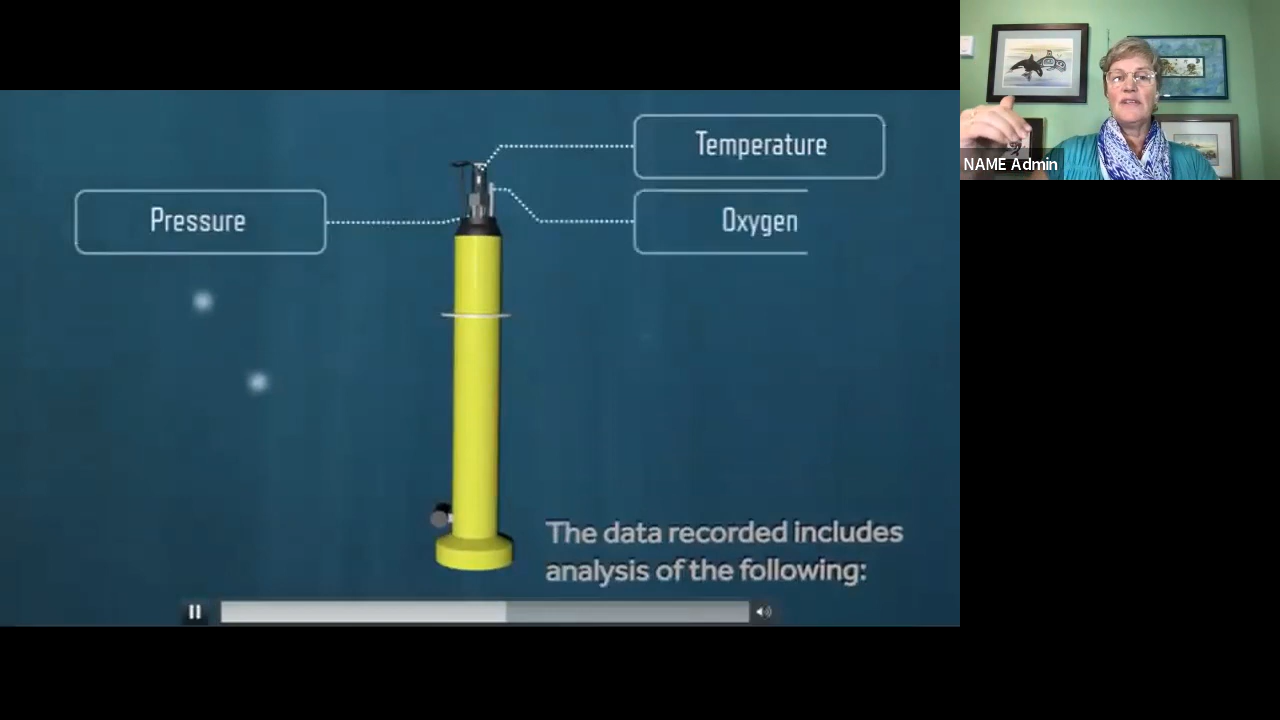 Temperature
Pressure
Oxygen
The data recorded includes
analysis of the following:
NAME Admin